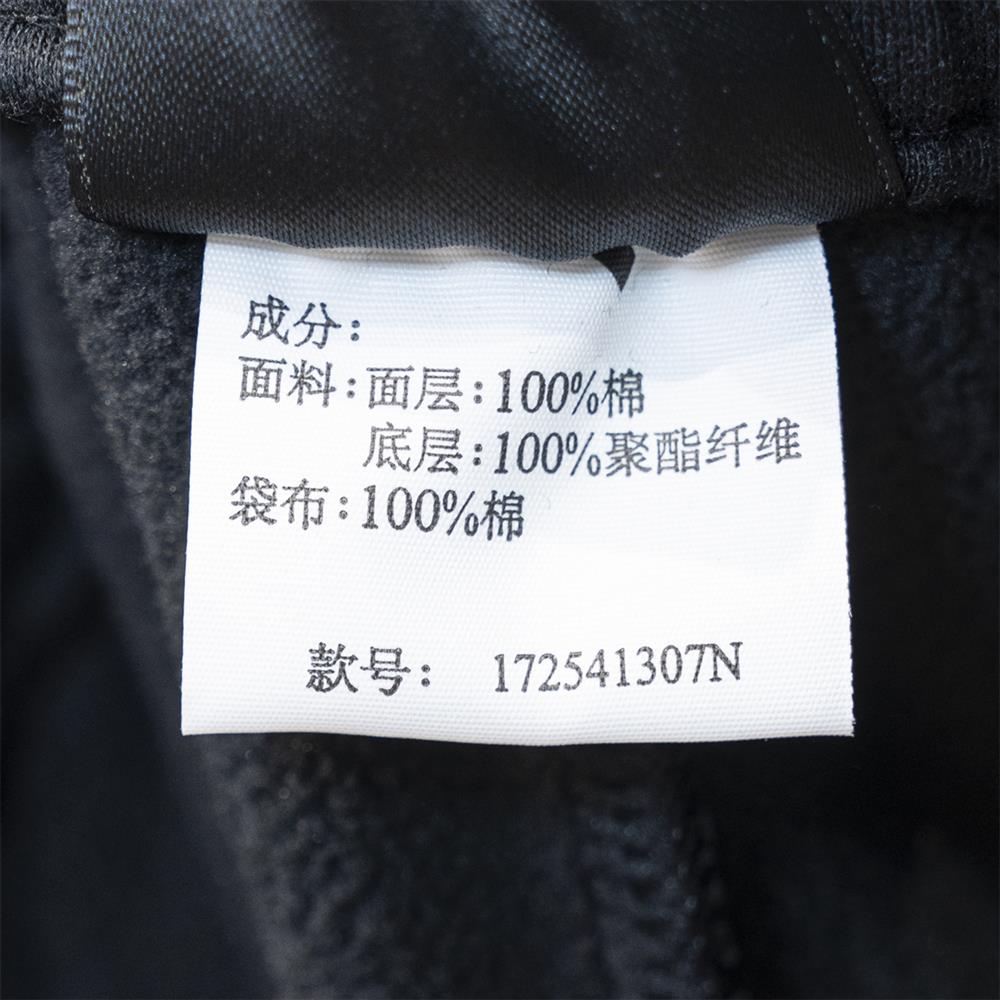 成分：
面料：面层：100%棉
底层：100%聚酯纤维
袋布：100%棉
款号： 172541307N